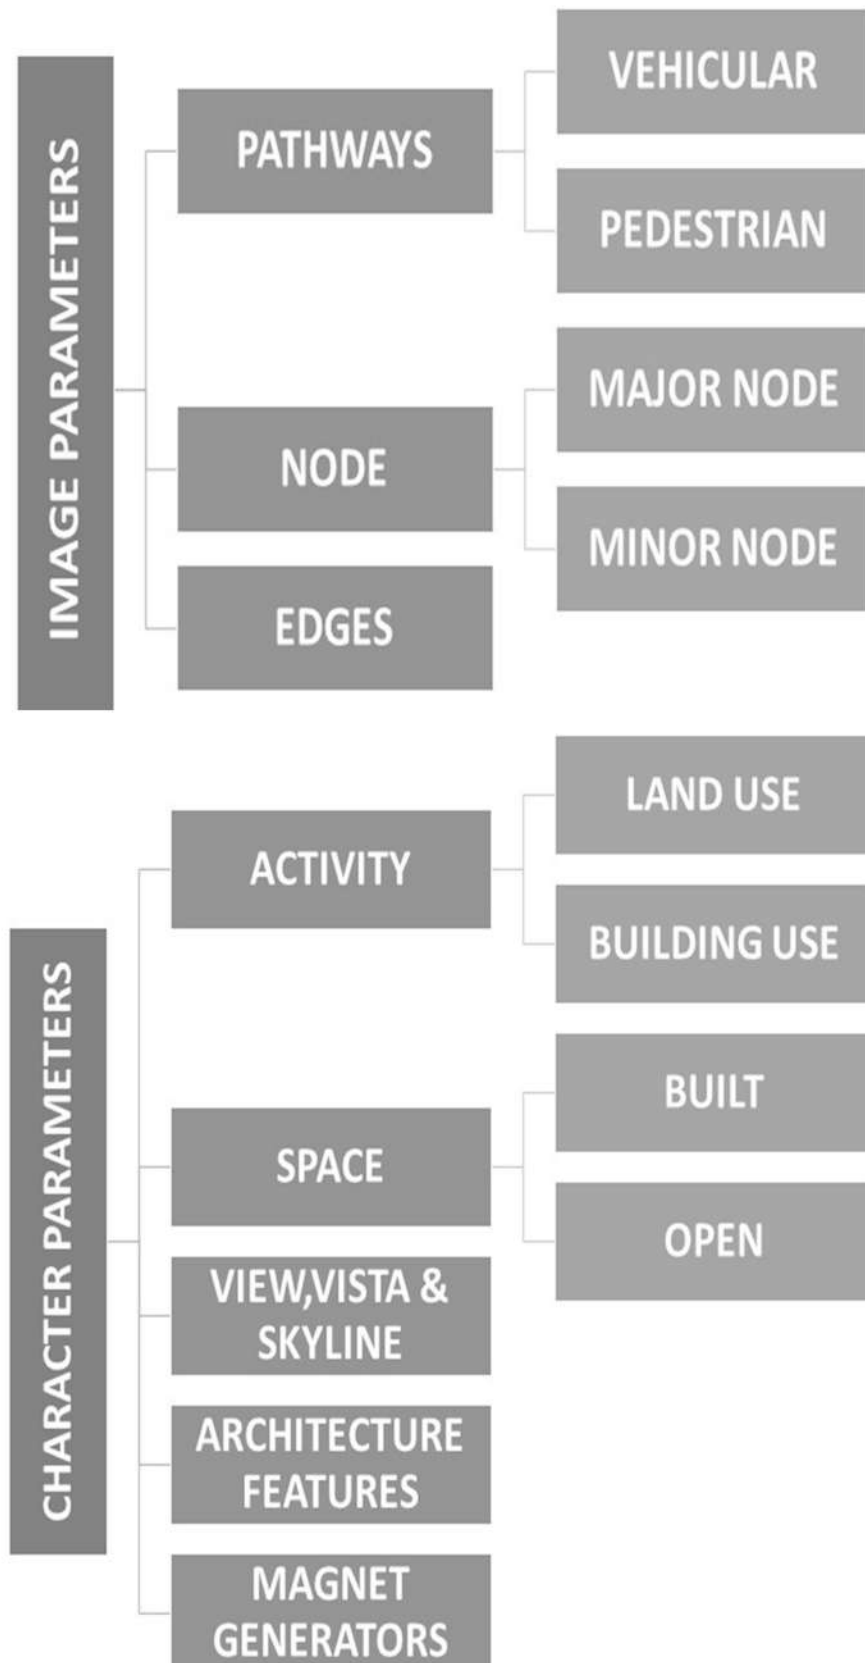 IMAGE PARAMETERS
PATHWAYS
VEHICULAR
PEDESTRIAN
NODE
MAJOR NODE
MINOR NODE
EDGES
CHARACTER PARAMETERS
ACTIVITY
LAND USE
BUILDING USE
SPACE
BUILT
OPEN
VIEW,VISTA &
SKYLINE
ARCHITECTURE
FEATURES
MAGNET
GENERATORS